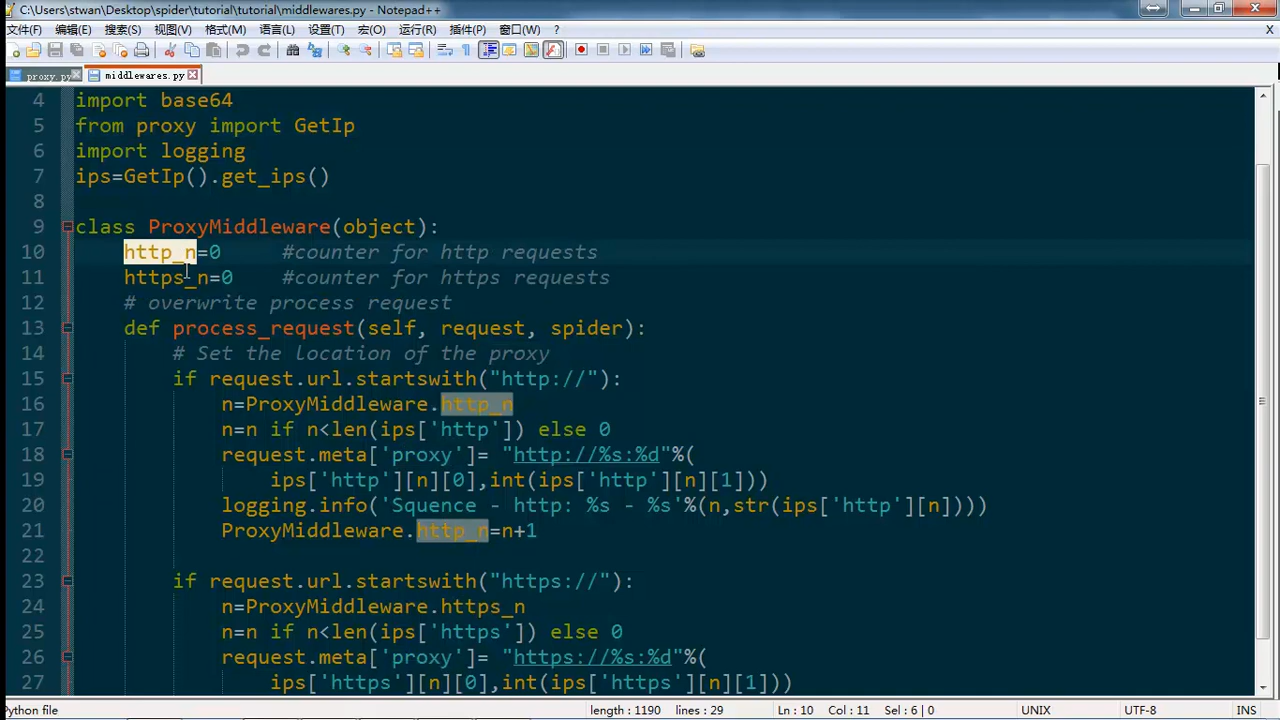 C:\Users\stwan\Desktop\spider\tutorial\tutorial\middlewares.py - Notepad++
文件(F) 编辑(E) 搜索(S) 视图(V) 格式(M) 语言(L) 设置(T) 宏(O) 运行(R) 插件(P) 窗口(W) ? X
proxy.py middlewares.py
4 import base64
5 from proxy import GetIp
6 import logging
7 ips=GetIp().get_ips()
8
9 class ProxyMiddleware(object):
10 http_n=0 #counter for http requests
11 https_n=0 #counter for https requests
12 # overwrite process request
13 def process_request(self, request, spider):
14 # Set the location of the proxy
15 if request.url.startswith("http://"):
16 n=ProxyMiddleware.http_n
17 n=n if n<len(ips['http']) else 0
18 request.meta['proxy']= "http://%s:%d"%(
19 ips['http'][n][0],int(ips['http'][n][1]))
20 logging.info('Squence - http: %s - %s'%(n,str(ips['http'][n])))
21 ProxyMiddleware.http_n=n+1
22
23 if request.url.startswith("https://"):
24 n=ProxyMiddleware.https_n
25 n=n if n<len(ips['https']) else 0
26 request.meta['proxy']= "https://%s:%d"%(
27 ips['https'][n][0],int(ips['https'][n][1]))
Python file length : 1190 lines : 29 Ln : 10 Col : 11 Sel : 6 | 0 UNIX UTF-8 INS